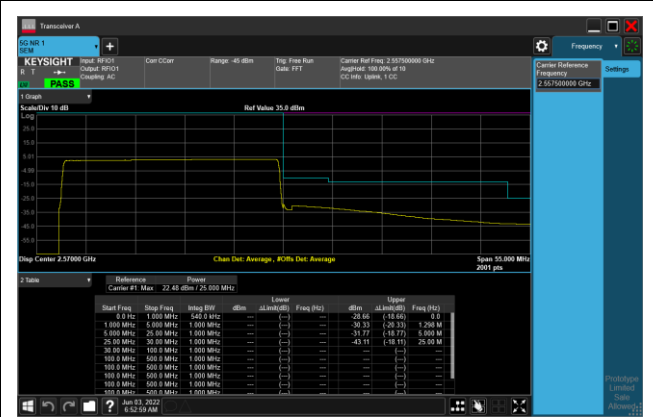 Transceiver A
5G NR 1
SEM
Frequency
KEYSIGHT Input: RFIO1 Corr CCorr Range: -45 dBm Trig: Free Run Carrier Ref Freq: 2.557500000 GHz
R T Output: RFIO1 Gate: FFT Avg|Hold: 100.00% of 10
Coupling: AC CC Info: Uplink, 1 CC
PASS
Carrier Reference
Frequency
2.557500000 GHz
Settings
1 Graph
Scale/Div 10 dB Ref Value 35.0 dBm
Log
25.0
15.0
5.01
-4.99
-15.0
-25.0
-35.0
-45.0
-55.0
Disp Center 2.57000 GHz Chan Det: Average, #Offs Det: Average Span 55.000 MHz
2001 pts
2 Table
Reference Power
Carrier #1: Max 22.48 dBm / 25.000 MHz
Lower Upper
Start Freq Stop Freq Integ BW dBm ΔLimit(dB) Freq (Hz) dBm ΔLimit(dB) Freq (Hz)
0.0 Hz 1.000 MHz 540.0 kHz --- (---) --- -28.66 (-18.66) 0.0
1.000 MHz 5.000 MHz 1.000 MHz --- (---) --- -30.33 (-20.33) 1.298 M
5.000 MHz 25.00 MHz 1.000 MHz --- (---) --- -31.77 (-18.77) 5.000 M
25.00 MHz 30.00 MHz 1.000 MHz --- (---) --- -43.11 (-18.11) 25.00 M
30.00 MHz 100.0 MHz 1.000 MHz --- (---) --- --- (---) ---
100.0 MHz 500.0 MHz 1.000 MHz --- (---) --- --- (---) ---
100.0 MHz 500.0 MHz 1.000 MHz --- (---) --- --- (---) ---
100.0 MHz 500.0 MHz 1.000 MHz --- (---) --- --- (---) ---
100.0 MHz 500.0 MHz 1.000 MHz --- (---) --- --- (---) ---
Prototype
Limited
Sale
Allowed
Jun 03, 2022
6:52:59 AM